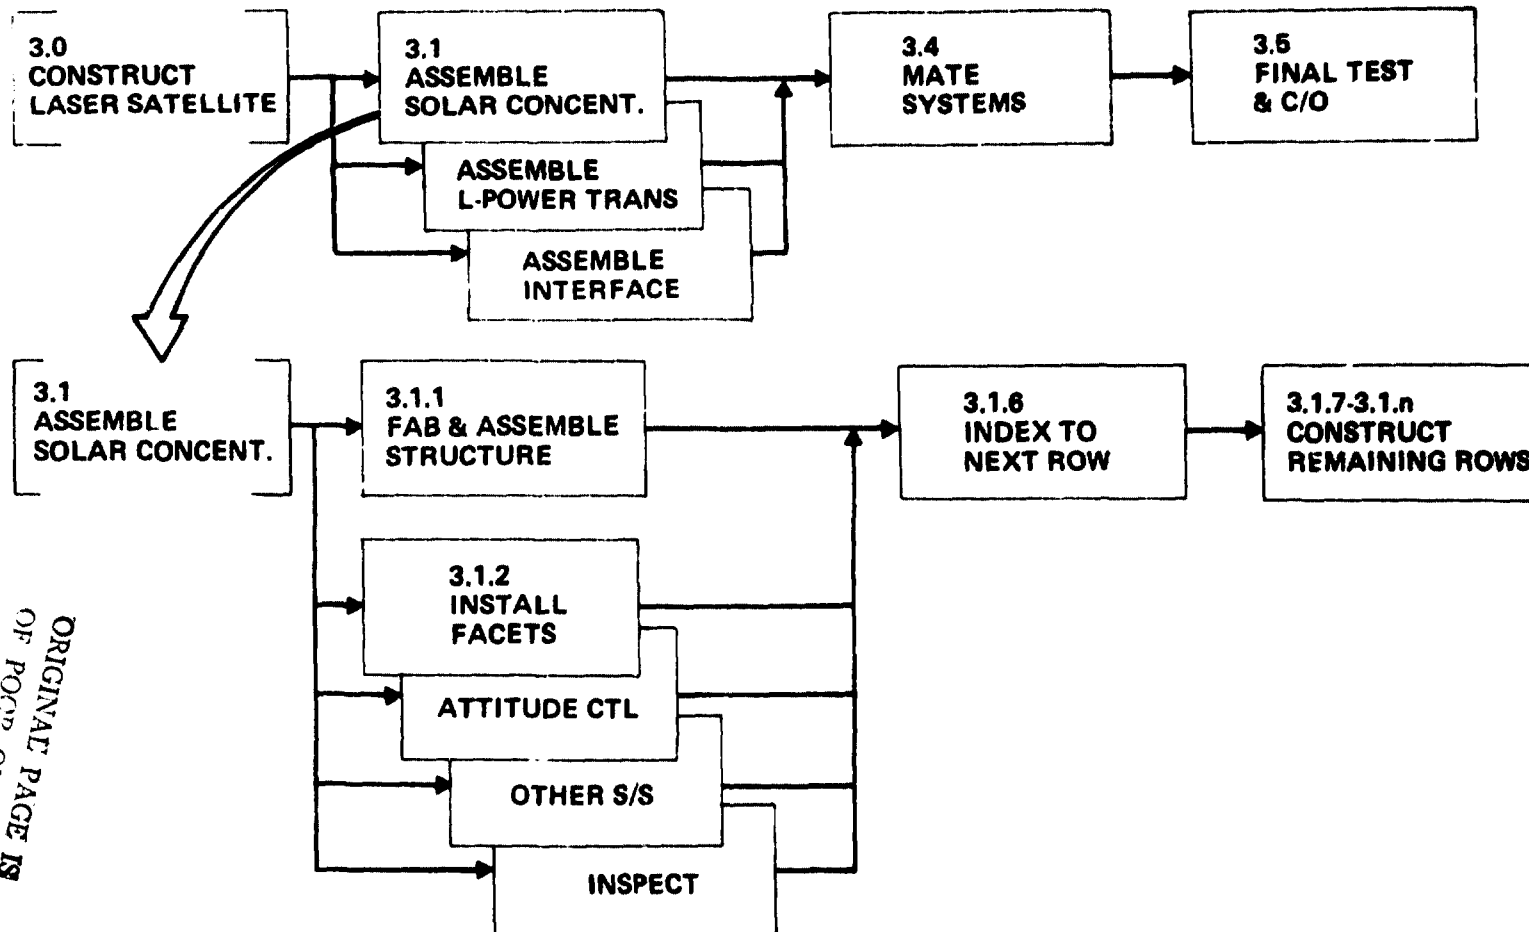 3.0
CONSTRUCT
LASER SATELLITE
3.1
ASSEMBLE
SOLAR CONCENT.
ASSEMBLE
L-POWER TRANS
ASSEMBLE
INTERFACE
3.4
MATE
SYSTEMS
3.5
FINAL TEST
& C/O
3.1
ASSEMBLE
SOLAR CONCENT.
3.1.1
FAB & ASSEMBLE
STRUCTURE
3.1.2
INSTALL
FACETS
ATTITUDE CTL
OTHER S/S
INSPECT
3.1.6
INDEX TO
NEXT ROW
3.1.7-3.1.n
CONSTRUCT
REMAINING ROWS
ORIGINAL PAGE IS
OF POOR